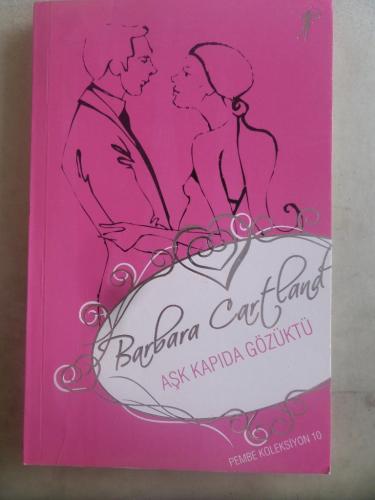 Barbara Cartland
AŞK KAPIDA GÖZÜKTÜ
PEMBE KOLEKSİYON 10